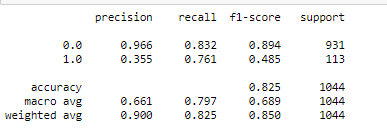 precision recall f1-score support
0.0 0.966 0.832 0.894 931
1.0 0.355 0.761 0.485 113
accuracy 0.825 1044
macro avg 0.661 0.797 0.689 1044
weighted avg 0.900 0.825 0.850 1044